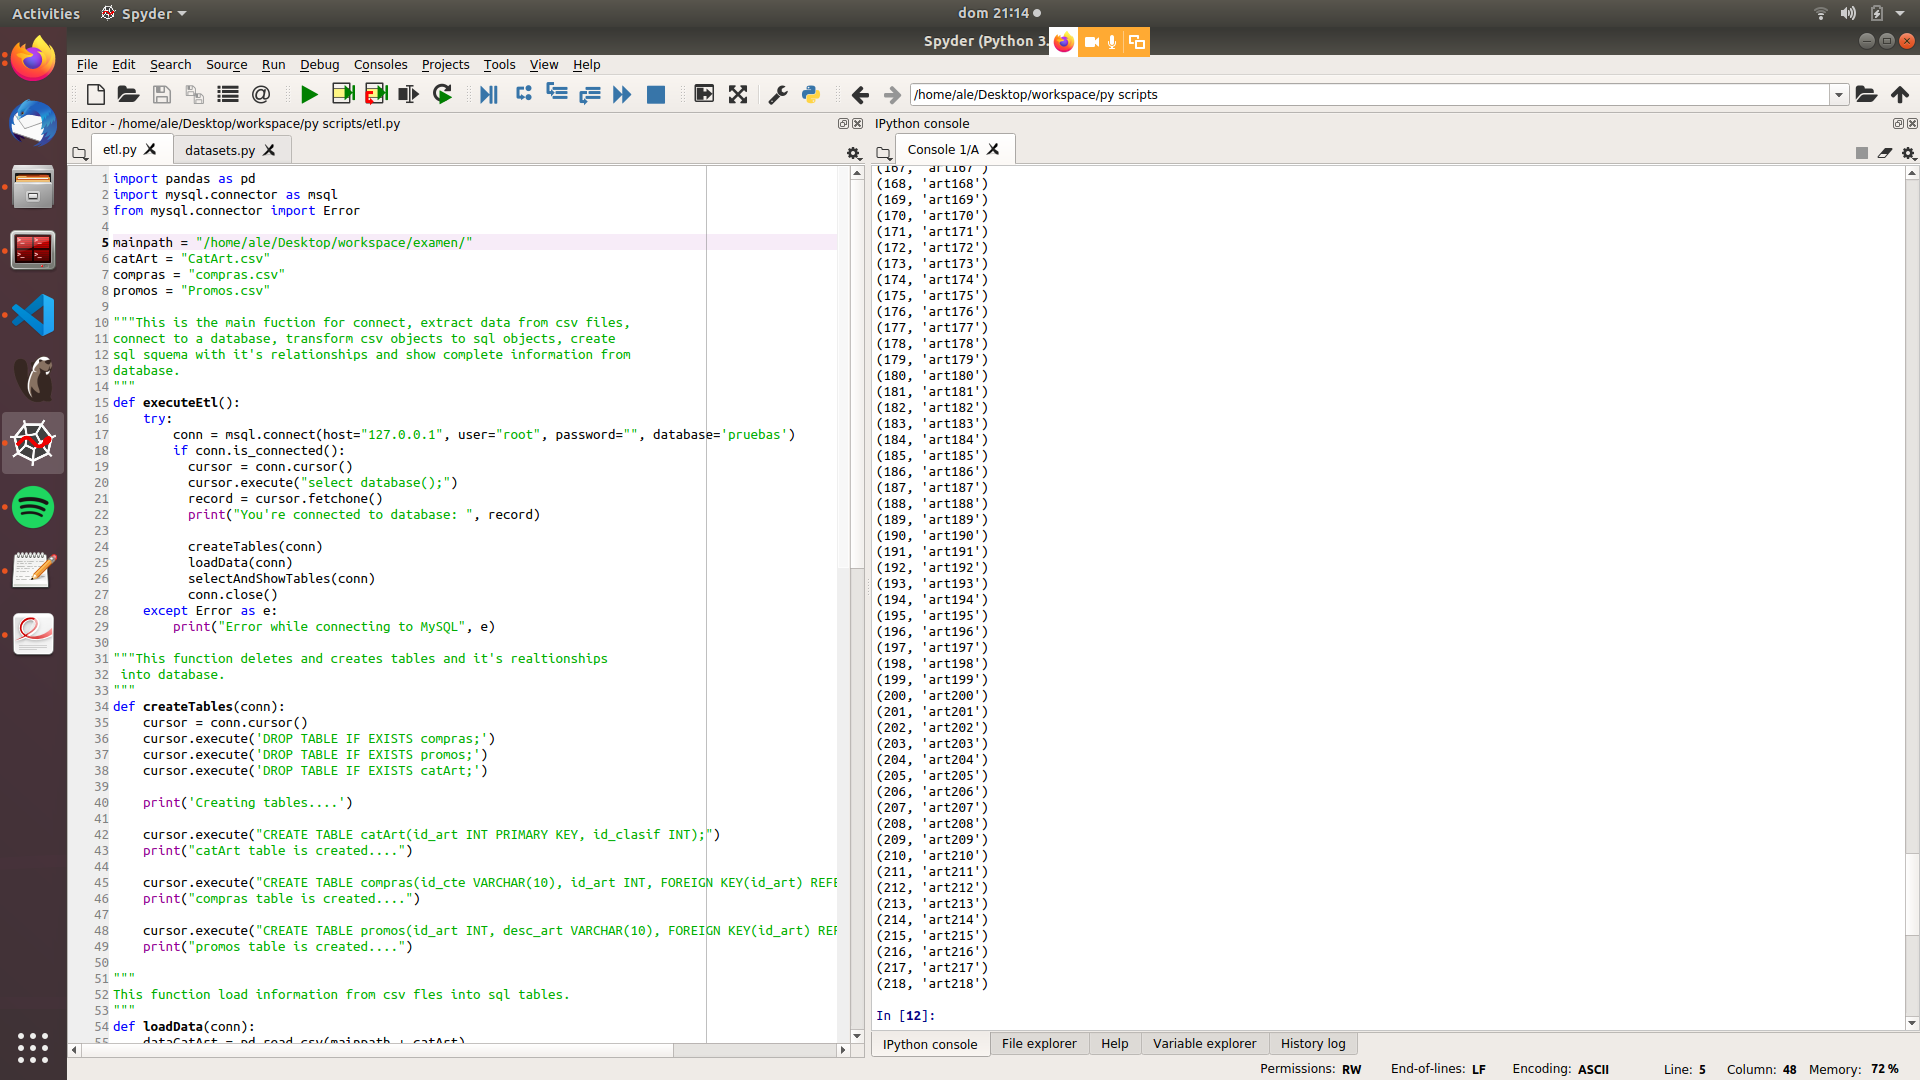 Activities
Spyder
dom 21:14
Spyder (Python 3.
File Edit Search Source Run Debug Consoles Projects Tools View Help
/home/ale/Desktop/workspace/py scripts
Editor - /home/ale/Desktop/workspace/py scripts/etl.py
etl.py
datasets.py
1 import pandas as pd
2 import mysql.connector as msql
3 from mysql.connector import Error
4
5 mainpath = "/home/ale/Desktop/workspace/examen/"
6 catArt = "CatArt.csv"
7 compras = "compras.csv"
8 promos = "Promos.csv"
9
10 """This is the main fuction for connect, extract data from csv files,
11 connect to a database, transform csv objects to sql objects, create
12 sql squema with it's relationships and show complete information from
13 database.
14 """
15 def executeEtl():
16     try:
17         conn = msql.connect(host="127.0.0.1", user="root", password="", database='pruebas')
18         if conn.is_connected():
19           cursor = conn.cursor()
20           cursor.execute("select database();")
21           record = cursor.fetchone()
22           print("You're connected to database: ", record)
23
24           createTables(conn)
25           loadData(conn)
26           selectAndShowTables(conn)
27           conn.close()
28     except Error as e:
29         print("Error while connecting to MySQL", e)
30
31 """This function deletes and creates tables and it's realtionships
32  into database.
33 """
34 def createTables(conn):
35     cursor = conn.cursor()
36     cursor.execute('DROP TABLE IF EXISTS compras;')
37     cursor.execute('DROP TABLE IF EXISTS promos;')
38     cursor.execute('DROP TABLE IF EXISTS catArt;')
39
40     print('Creating tables....')
41
42     cursor.execute("CREATE TABLE catArt(id_art INT PRIMARY KEY, id_clasif INT);")
43     print("catArt table is created....")
44
45     cursor.execute("CREATE TABLE compras(id_cte VARCHAR(10), id_art INT, FOREIGN KEY(id_art) REFE
46     print("compras table is created....")
47
48     cursor.execute("CREATE TABLE promos(id_art INT, desc_art VARCHAR(10), FOREIGN KEY(id_art) REF
49     print("promos table is created....")
50
51 """
52 This function load information from csv fles into sql tables.
53 """
54 def loadData(conn):
55     dataCatArt = pd.read_csv(mainpath + catArt)
IPython console
Console 1/A
(167, 'art167')
(168, 'art168')
(169, 'art169')
(170, 'art170')
(171, 'art171')
(172, 'art172')
(173, 'art173')
(174, 'art174')
(175, 'art175')
(176, 'art176')
(177, 'art177')
(178, 'art178')
(179, 'art179')
(180, 'art180')
(181, 'art181')
(182, 'art182')
(183, 'art183')
(184, 'art184')
(185, 'art185')
(186, 'art186')
(187, 'art187')
(188, 'art188')
(189, 'art189')
(190, 'art190')
(191, 'art191')
(192, 'art192')
(193, 'art193')
(194, 'art194')
(195, 'art195')
(196, 'art196')
(197, 'art197')
(198, 'art198')
(199, 'art199')
(200, 'art200')
(201, 'art201')
(202, 'art202')
(203, 'art203')
(204, 'art204')
(205, 'art205')
(206, 'art206')
(207, 'art207')
(208, 'art208')
(209, 'art209')
(210, 'art210')
(211, 'art211')
(212, 'art212')
(213, 'art213')
(214, 'art214')
(215, 'art215')
(216, 'art216')
(217, 'art217')
(218, 'art218')
In [12]:
IPython console
File explorer
Help
Variable explorer
History log
Permissions: RW End-of-lines: LF Encoding: ASCII Line: 5 Column: 48 Memory: 72 %